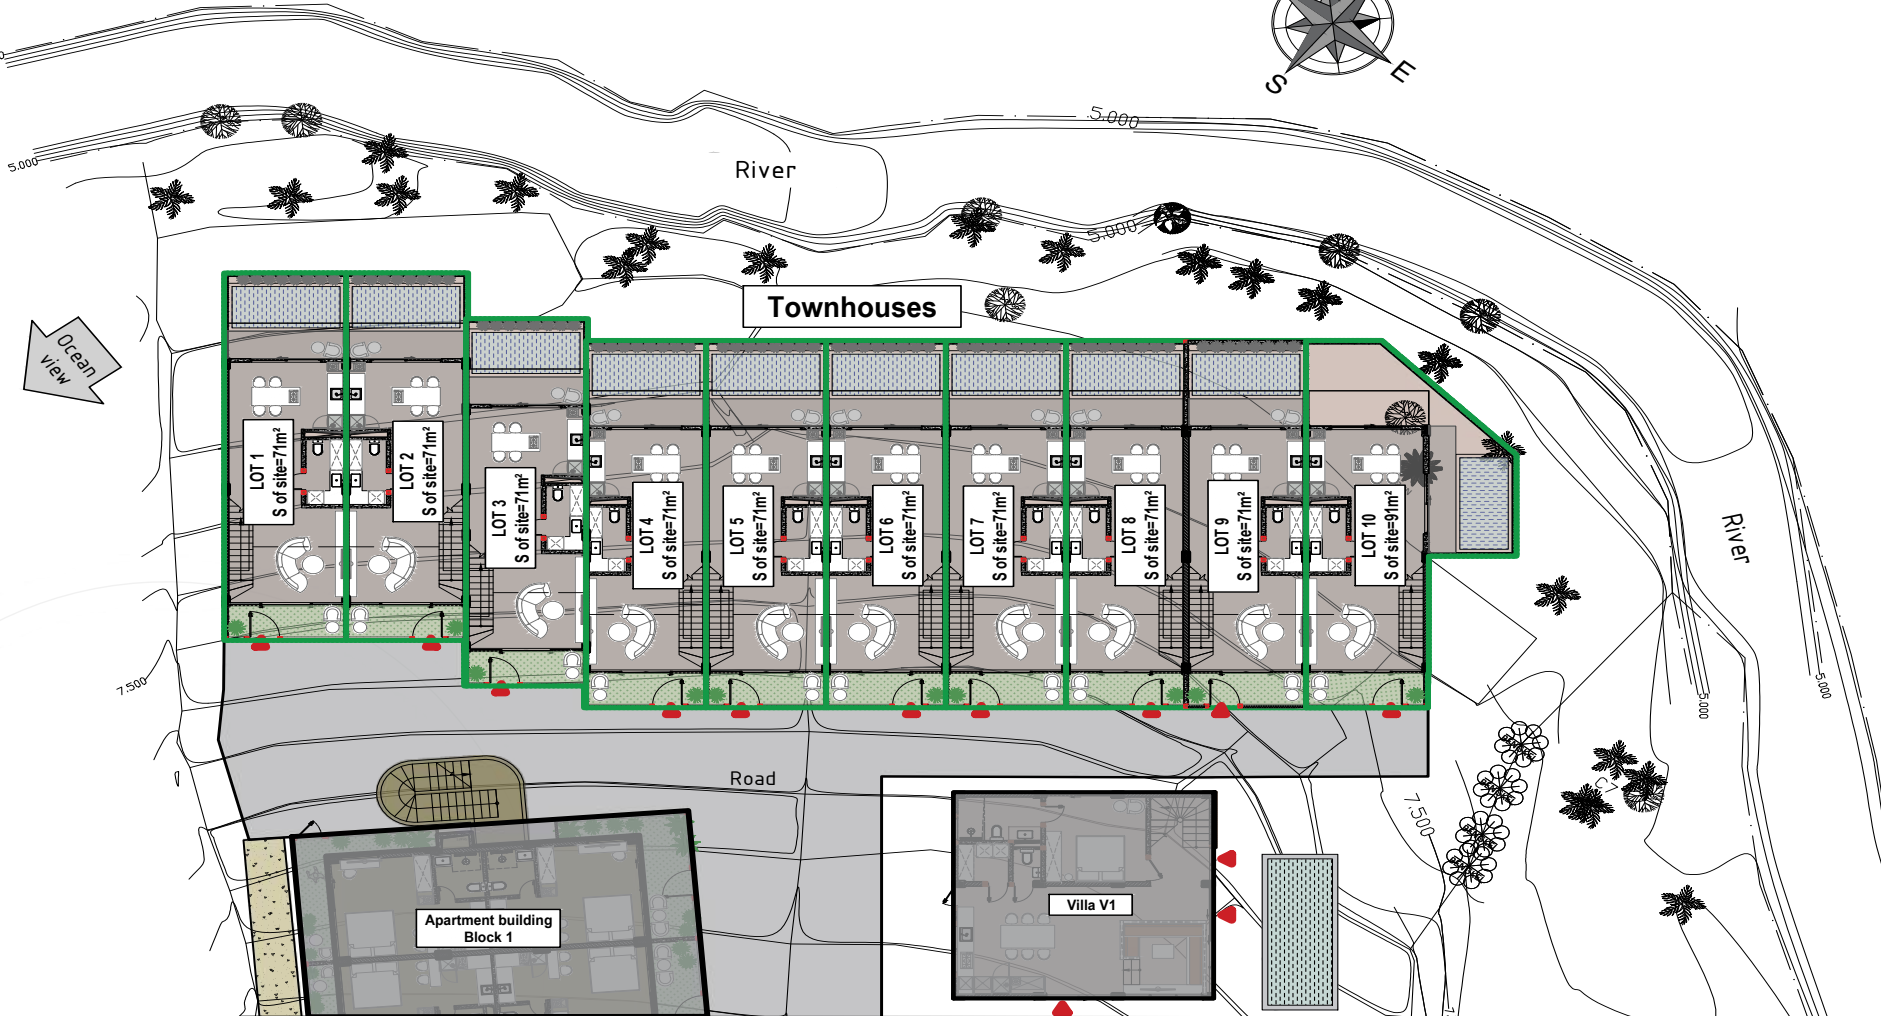 S
E
5.000
River
5.000
5.000
Townhouses
Ocean
view
LOT 1
S of site=71m²
LOT 2
S of site=71m²
LOT 3
S of site=71m²
LOT 4
S of site=71m²
LOT 5
S of site=71m²
LOT 6
S of site=71m²
LOT 7
S of site=71m²
LOT 8
S of site=71m²
LOT 9
S of site=71m²
LOT 10
S of site=91m²
River
7.500
5.000
5.000
Road
7.500
Apartment building
Block 1
Villa V1